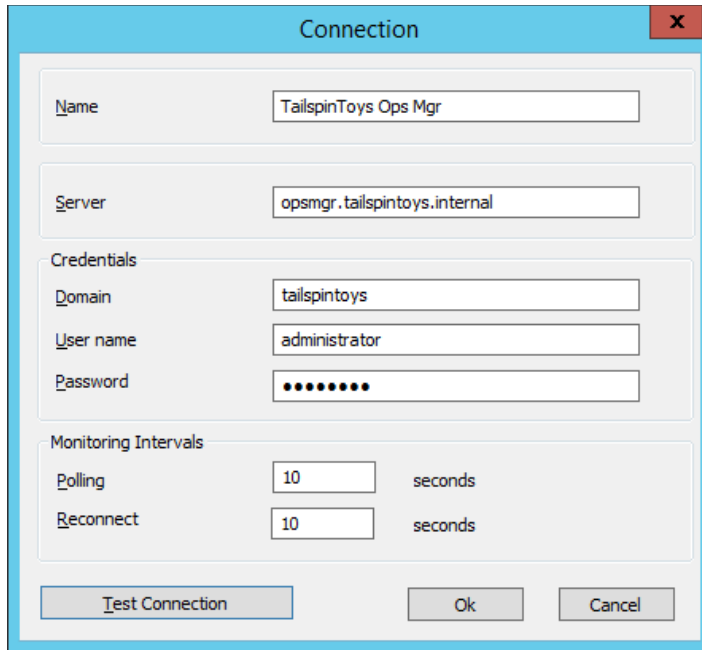 Connection
x
Name TailspinToys Ops Mgr
Server opsmgr.tailspintoys.internal
Credentials
Domain tailspintoys
User name administrator
Password ●●●●●●●●
Monitoring Intervals
Polling 10 seconds
Reconnect 10 seconds
Test Connection Ok Cancel